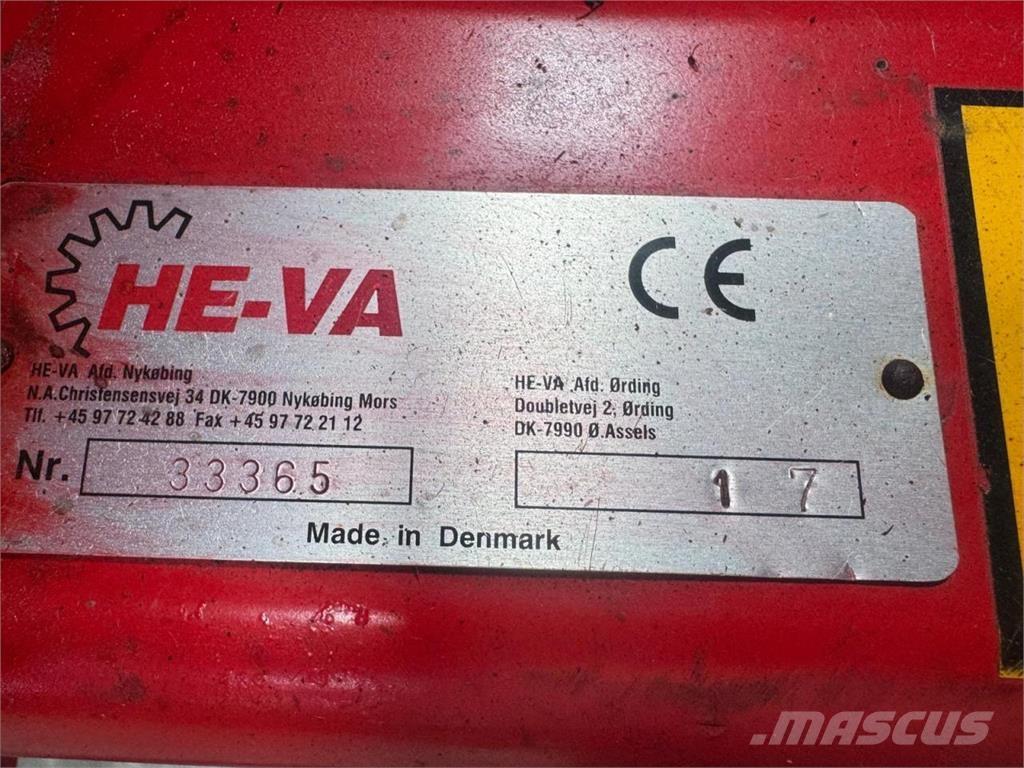 HE-VA
CE
HE-VA Afd. Nykøbing
N.A.Christensensvej 34 DK-7900 Nykøbing Mors
Tlf. +45 97 72 42 88 Fax +45 97 72 21 12
HE-VA Afd. Ørding
Doubletvej 2, Ørding
DK-7990 Ø.Assels
Nr. 33365
1 7
Made in Denmark
MASCUS